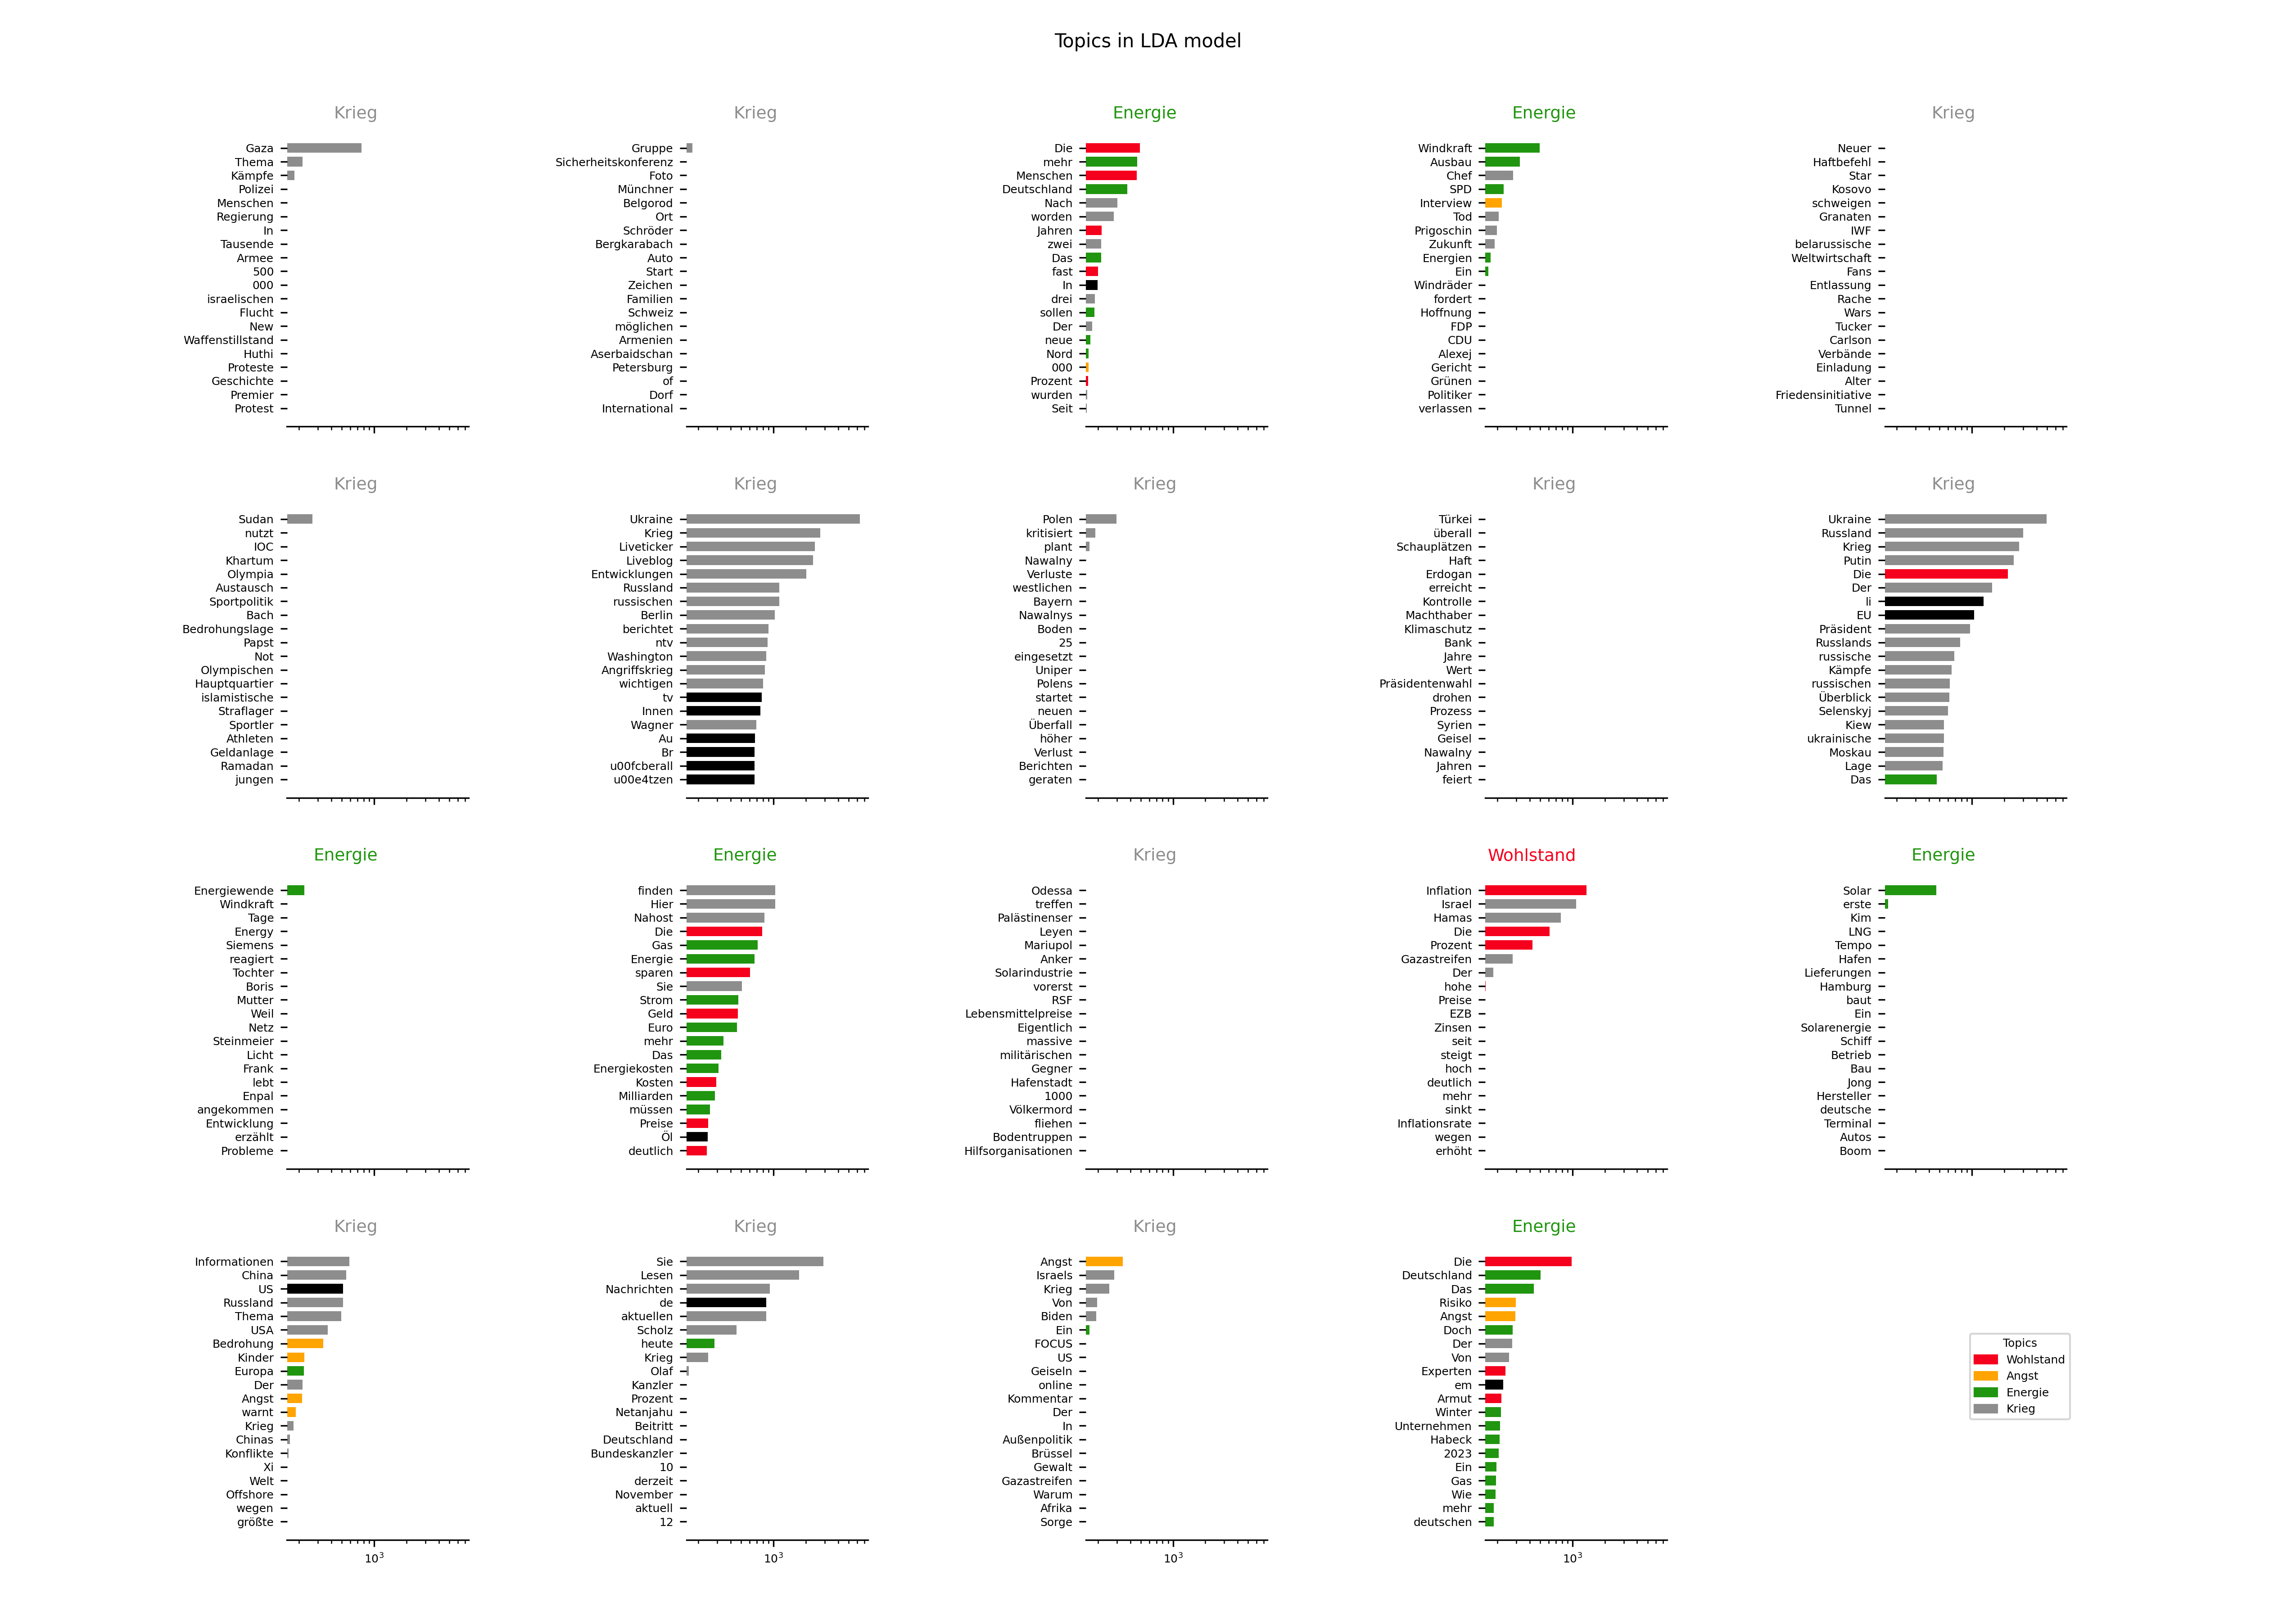 Topics in LDA model
Krieg
Gaza
Thema
Kämpfe
Polizei
Menschen
Regierung
In
Tausende
Armee
500
000
israelischen
Flucht
New
Waffenstillstand
Huthi
Proteste
Geschichte
Premier
Protest
Krieg
Gruppe
Sicherheitskonferenz
Foto
Münchner
Belgorod
Ort
Schröder
Bergkarabach
Auto
Start
Zeichen
Familien
Schweiz
möglichen
Armenien
Aserbaidschan
Petersburg
of
Dorf
International
Energie
Die
mehr
Menschen
Deutschland
Nach
worden
Jahren
zwei
Das
fast
In
drei
sollen
Der
neue
Nord
000
Prozent
wurden
Seit
Energie
Windkraft
Ausbau
Chef
SPD
Interview
Tod
Prigoschin
Zukunft
Energien
Ein
Windräder
fordert
Hoffnung
FDP
CDU
Alexej
Gericht
Grünen
Politiker
verlassen
Krieg
Neuer
Haftbefehl
Star
Kosovo
schweigen
Granaten
IWF
belarussische
Weltwirtschaft
Fans
Entlassung
Rache
Wars
Tucker
Carlson
Verbände
Einladung
Alter
Friedensinitiative
Tunnel
Krieg
Sudan
nutzt
IOC
Khartum
Olympia
Austausch
Sportpolitik
Bach
Bedrohungslage
Papst
Not
Olympischen
Hauptquartier
islamistische
Straflager
Sportler
Athleten
Geldanlage
Ramadan
jungen
Krieg
Ukraine
Krieg
Liveticker
Liveblog
Entwicklungen
Russland
russischen
Berlin
berichtet
ntv
Washington
Angriffskrieg
wichtigen
tv
Innen
Wagner
Au
Br
u00fcberall
u00e4tzen
Krieg
Polen
kritisiert
plant
Nawalny
Verluste
westlichen
Bayern
Nawalnys
Boden
25
eingesetzt
Uniper
Polens
startet
neuen
Überfall
höher
Verlust
Berichten
geraten
Krieg
Türkei
überall
Schauplätzen
Haft
Erdogan
erreicht
Kontrolle
Machthaber
Klimaschutz
Bank
Jahre
Wert
Präsidentenwahl
drohen
Prozess
Syrien
Geisel
Nawalny
Jahren
feiert
Krieg
Ukraine
Russland
Krieg
Putin
Die
Der
li
EU
Präsident
Russlands
russische
Kämpfe
russischen
Überblick
Selenskyj
Kiew
ukrainische
Moskau
Lage
Das
Energie
Energiewende
Windkraft
Tage
Energy
Siemens
reagiert
Tochter
Boris
Mutter
Weil
Netz
Steinmeier
Licht
Frank
lebt
Enpal
angekommen
Entwicklung
erzählt
Probleme
Energie
finden
Hier
Nahost
Die
Gas
Energie
sparen
Sie
Strom
Geld
Euro
mehr
Das
Energiekosten
Kosten
Milliarden
müssen
Preise
Öl
deutlich
Krieg
Odessa
treffen
Palästinenser
Leyen
Mariupol
Anker
Solarindustrie
vorerst
RSF
Lebensmittelpreise
Eigentlich
massive
militärischen
Gegner
Hafenstadt
1000
Völkermord
fliehen
Bodentruppen
Hilfsorganisationen
Wohlstand
Inflation
Israel
Hamas
Die
Prozent
Gazastreifen
Der
hohe
Preise
EZB
Zinsen
seit
steigt
hoch
deutlich
mehr
sinkt
Inflationsrate
wegen
erhöht
Energie
Solar
erste
Kim
LNG
Tempo
Hafen
Lieferungen
Hamburg
baut
Ein
Solarenergie
Schiff
Betrieb
Bau
Jong
Hersteller
deutsche
Terminal
Autos
Boom
Krieg
Informationen
China
US
Russland
Thema
USA
Bedrohung
Kinder
Europa
Der
Angst
warnt
Krieg
Chinas
Konflikte
Xi
Welt
Offshore
wegen
größte
10³
Krieg
Sie
Lesen
Nachrichten
de
aktuellen
Scholz
heute
Krieg
Olaf
Kanzler
Prozent
Netanjahu
Beitritt
Deutschland
Bundeskanzler
10
derzeit
November
aktuell
12
10³
Krieg
Angst
Israels
Krieg
Von
Biden
Ein
FOCUS
US
Geiseln
online
Kommentar
Der
In
Außenpolitik
Brüssel
Gewalt
Gazastreifen
Warum
Afrika
Sorge
10³
Energie
Die
Deutschland
Das
Risiko
Angst
Doch
Der
Von
Experten
em
Armut
Winter
Unternehmen
Habeck
2023
Ein
Gas
Wie
mehr
deutschen
10³
Topics
Wohlstand
Angst
Energie
Krieg